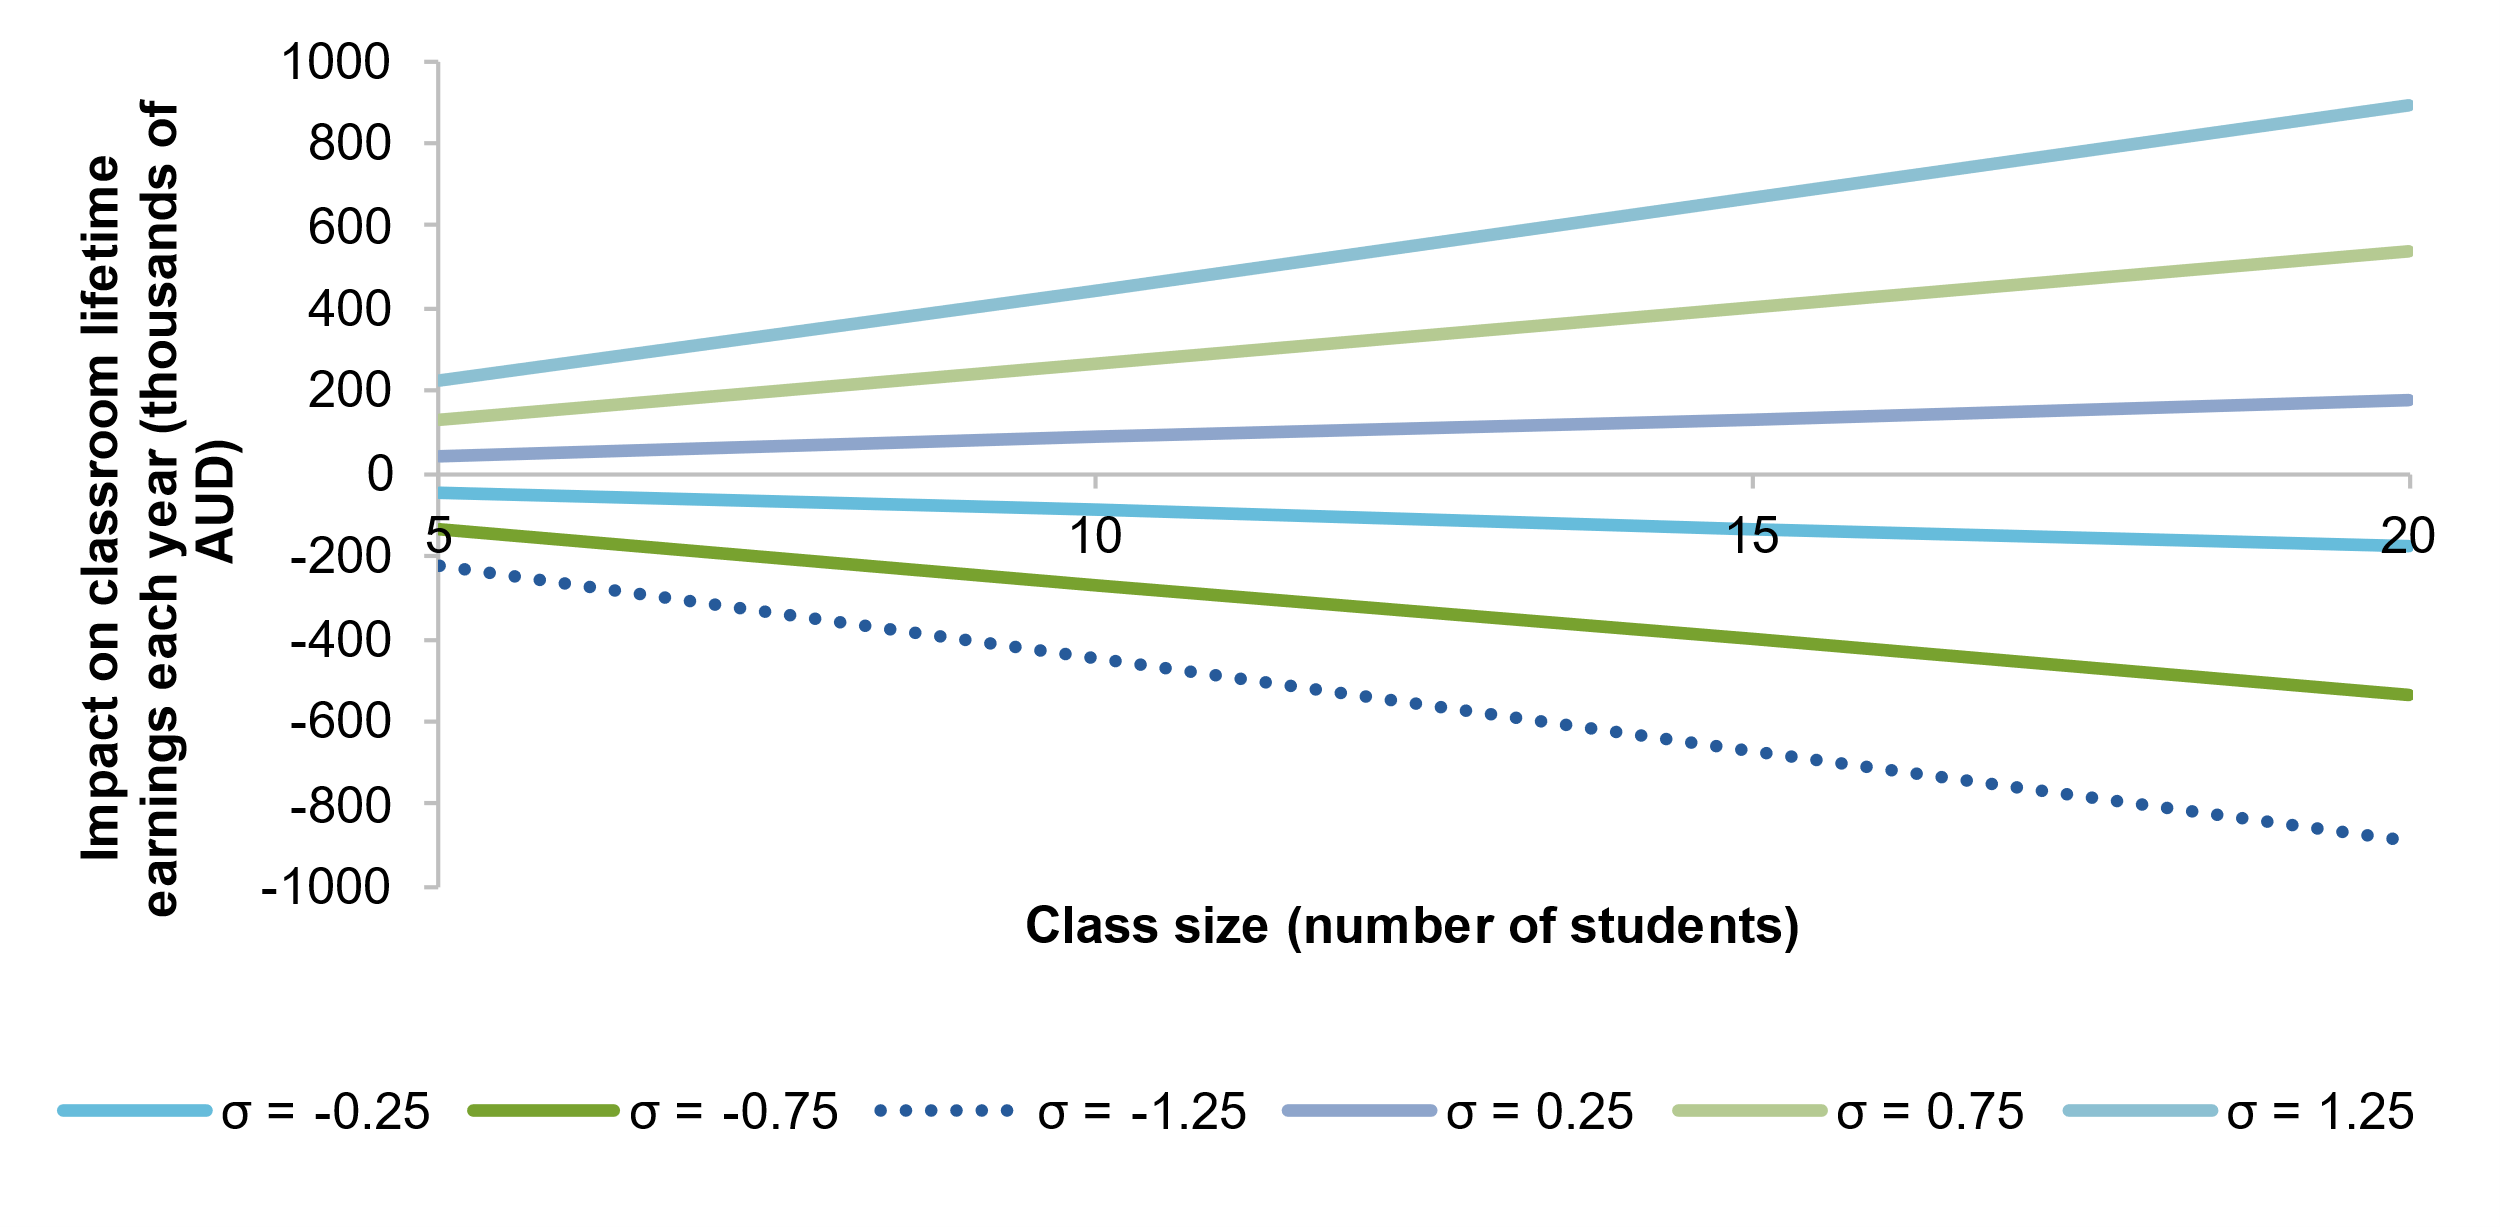 Impact on classroom lifetime
earnings each year (thousands of
AUD)
1000
800
600
400
200
0
-200
-400
-600
-800
-1000
5
10
15
20
Class size (number of students)
σ = -0.25
σ = -0.75
σ = -1.25
σ = 0.25
σ = 0.75
σ = 1.25